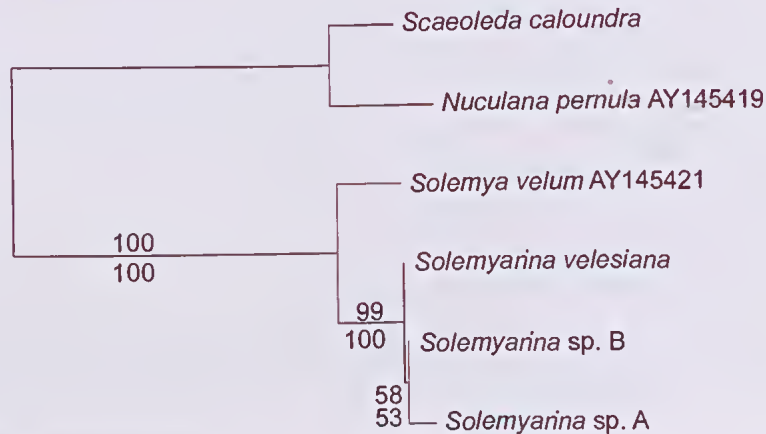 Scaeoleda caloundra
Nuculana pernula AY145419
Solemya velum AY145421
100
100
Solemyarina velesiana
99
100
Solemyarina sp. B
58
53
Solemyarina sp. A